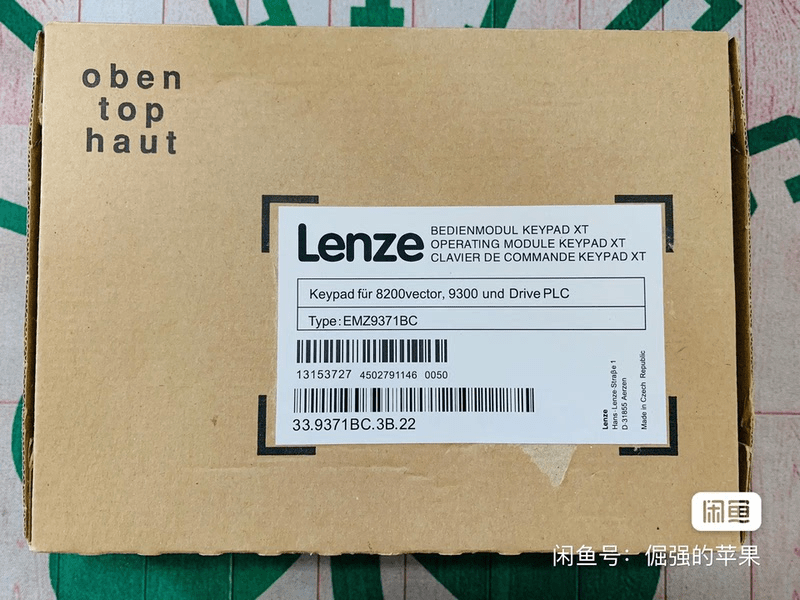 oben
top
haut
Lenze
BEDIENMODUL KEYPAD XT
OPERATING MODULE KEYPAD XT
CLAVIER DE COMMANDE KEYPAD XT
Keypad für 8200vector, 9300 und Drive PLC
Type:EMZ9371BC
13153727 4502791146 0050
33.9371BC.3B.22
Lenze
Hans-Lenze-Straße 1
D-31855 Aerzen
Made in Czech Republic
闲鱼
闲鱼号：倔强的苹果